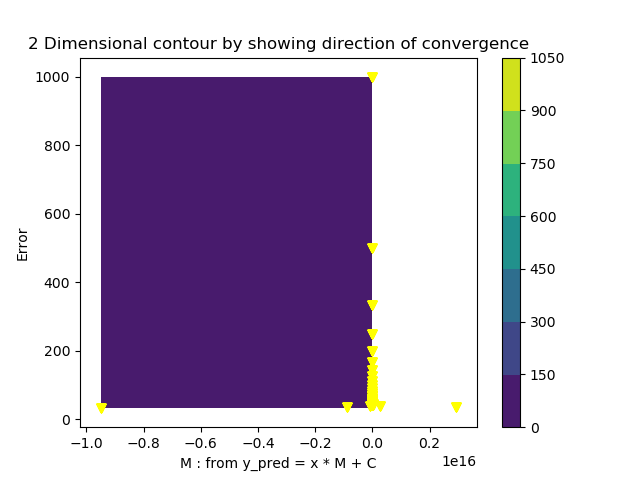 2 Dimensional contour by showing direction of convergence
1000
800
600
400
200
0
Error
−1.0 −0.8 −0.6 −0.4 −0.2 0.0 0.2
1e16
M : from y_pred = x * M + C
1050
900
750
600
450
300
150
0